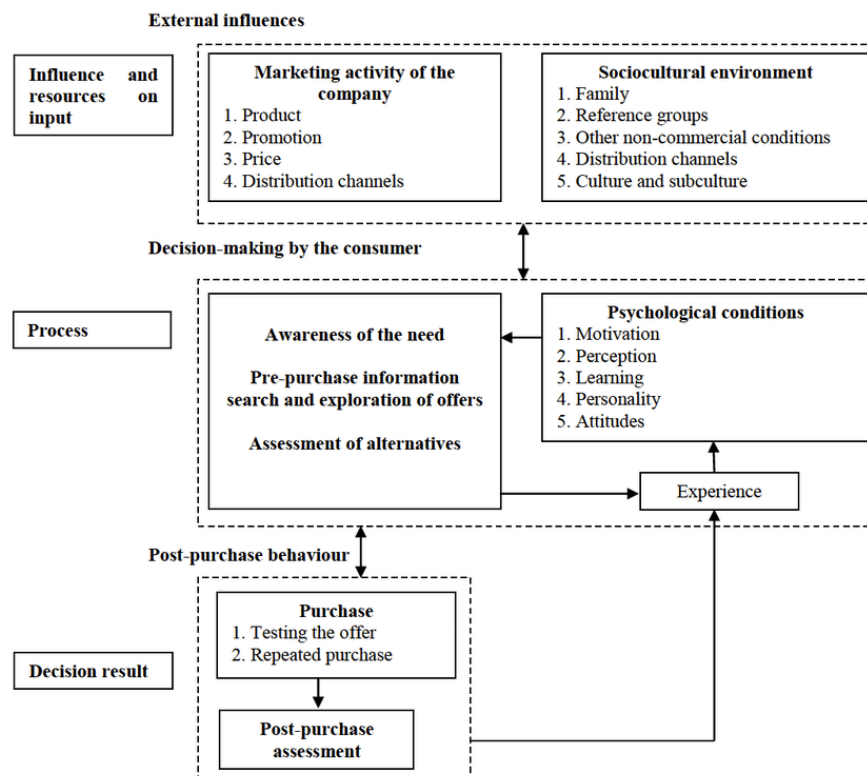 External influences
Influence and
resources on
input
Marketing activity of the
company
1. Product
2. Promotion
3. Price
4. Distribution channels
Sociocultural environment
1. Family
2. Reference groups
3. Other non-commercial conditions
4. Distribution channels
5. Culture and subculture
Decision-making by the consumer
Process
Awareness of the need
Pre-purchase information
search and exploration of offers
Assessment of alternatives
Psychological conditions
1. Motivation
2. Perception
3. Learning
4. Personality
5. Attitudes
Experience
Post-purchase behaviour
Decision result
Purchase
1. Testing the offer
2. Repeated purchase
Post-purchase
assessment